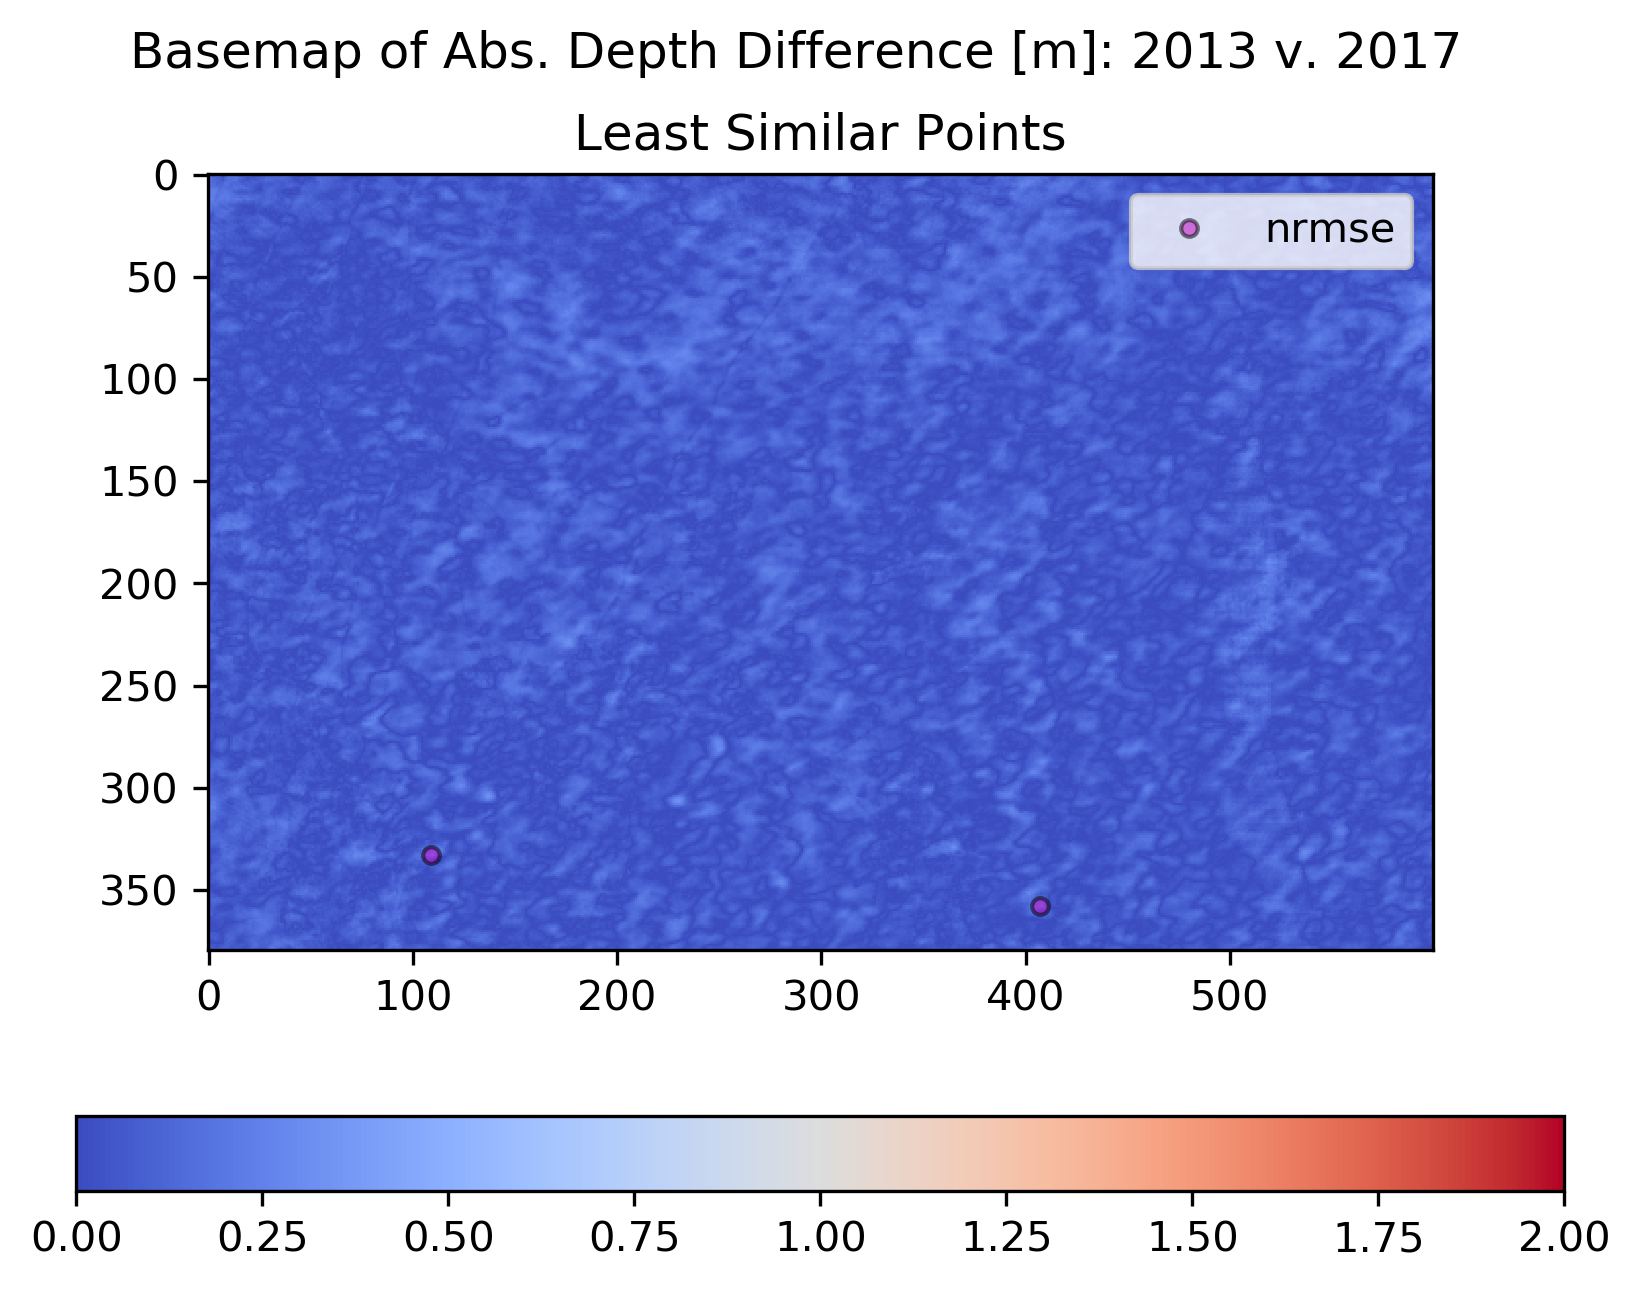 Basemap of Abs. Depth Difference [m]: 2013 v. 2017
Least Similar Points
nrmse
0
50
100
150
200
250
300
350
0 100 200 300 400 500
0.00 0.25 0.50 0.75 1.00 1.25 1.50 1.75 2.00